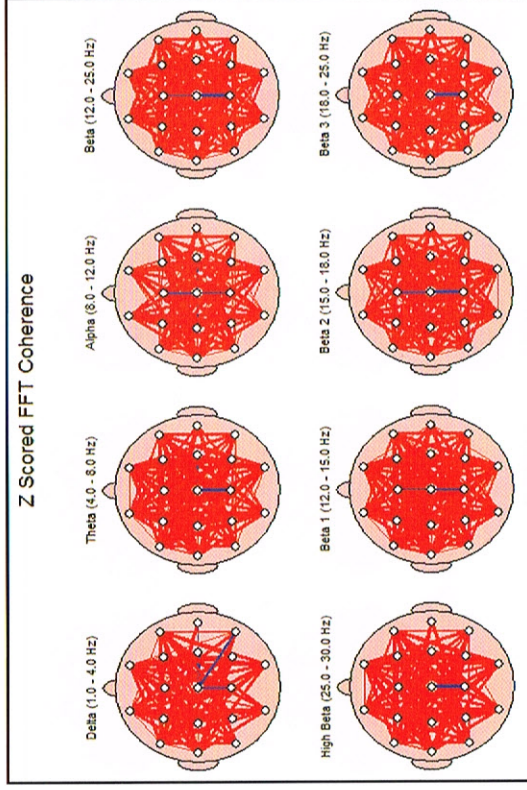 Z Scored FFT Coherence
Delta (1.0 - 4.0 Hz)
Theta (4.0 - 8.0 Hz)
Alpha (8.0 - 12.0 Hz)
Beta (12.0 - 25.0 Hz)
High Beta (25.0 - 30.0 Hz)
Beta 1 (12.0 - 15.0 Hz)
Beta 2 (15.0 - 18.0 Hz)
Beta 3 (18.0 - 25.0 Hz)